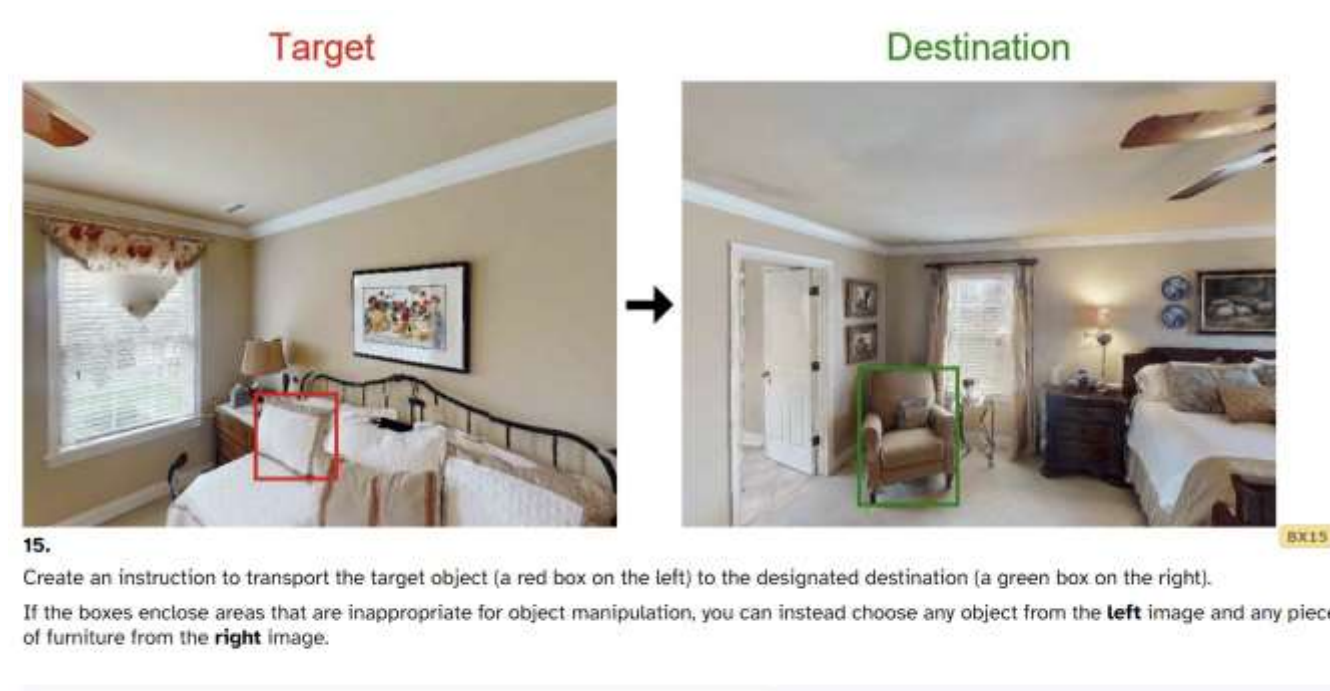 Target
Destination
15.
BX15
Create an instruction to transport the target object (a red box on the left) to the designated destination (a green box on the right).
If the boxes enclose areas that are inappropriate for object manipulation, you can instead choose any object from the left image and any piece
of furniture from the right image.